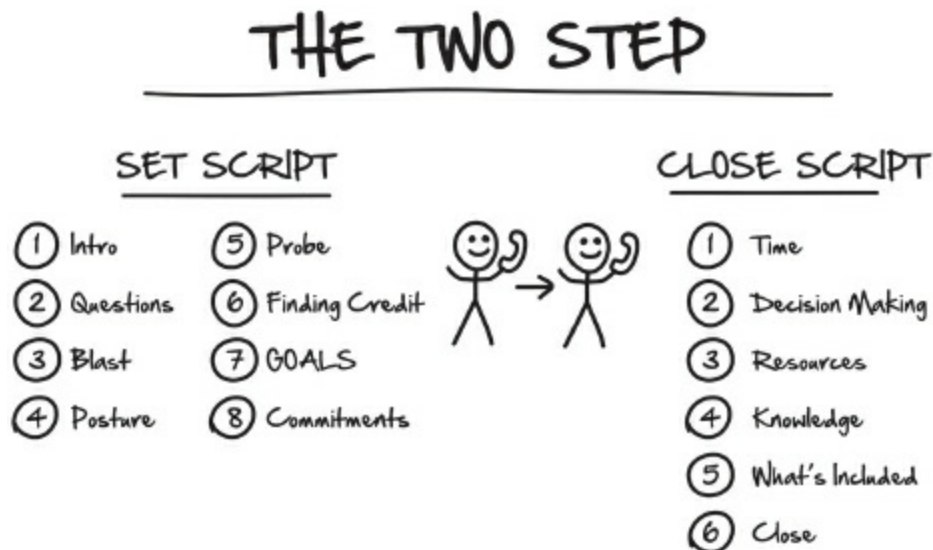 THE TWO STEP
SET SCRIPT
1 Intro
2 Questions
3 Blast
4 Posture
5 Probe
6 Finding Credit
7 GOALS
8 Commitments
CLOSE SCRIPT
1 Time
2 Decision Making
3 Resources
4 Knowledge
5 What's Included
6 Close